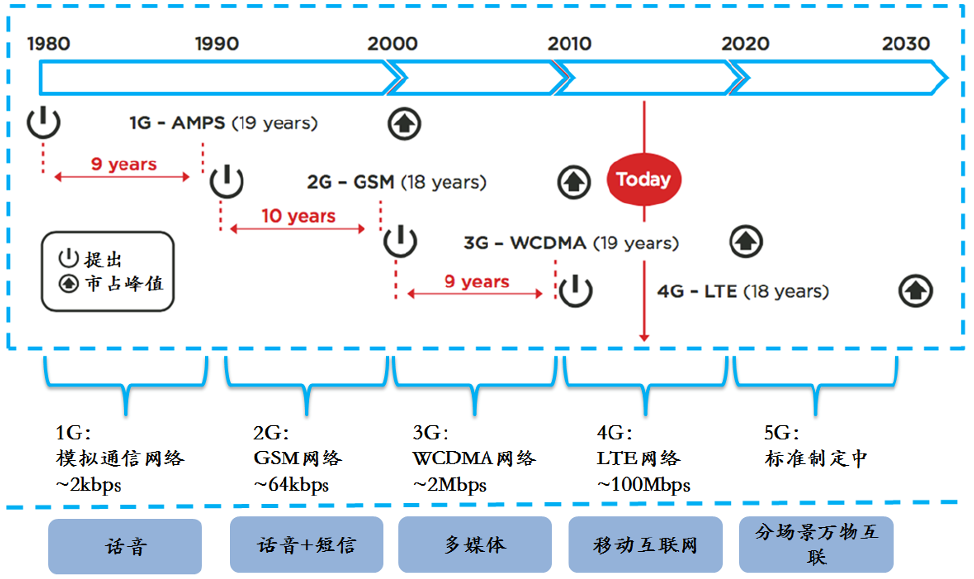 1980 1990 2000 2010 2020 2030
1G – AMPS (19 years)
9 years
2G – GSM (18 years)
Today
10 years
3G – WCDMA (19 years)
提出
市占峰值
9 years
4G – LTE (18 years)
1G：
模拟通信网络
~2kbps
2G：
GSM网络
~64kbps
3G：
WCDMA网络
~2Mbps
4G：
LTE网络
~100Mbps
5G：
标准制定中
话音
话音+短信
多媒体
移动互联网
分场景万物互
联